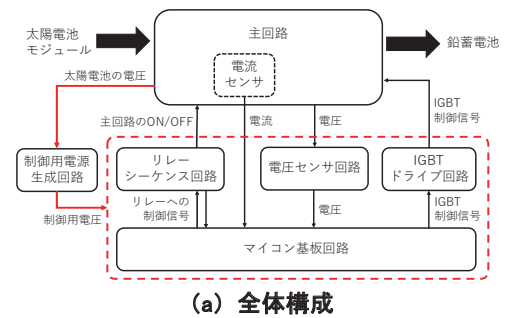 太陽電池
モジュール
主回路
鉛蓄電池
電流
センサ
太陽電池の電圧
主回路のON/OFF
電流
電圧
IGBT
制御信号
制御用電源
生成回路
リレー
シーケンス回路
電圧センサ回路
IGBT
ドライブ回路
制御用電圧
リレーへの
制御信号
電圧
IGBT
制御信号
マイコン基板回路
(a) 全体構成